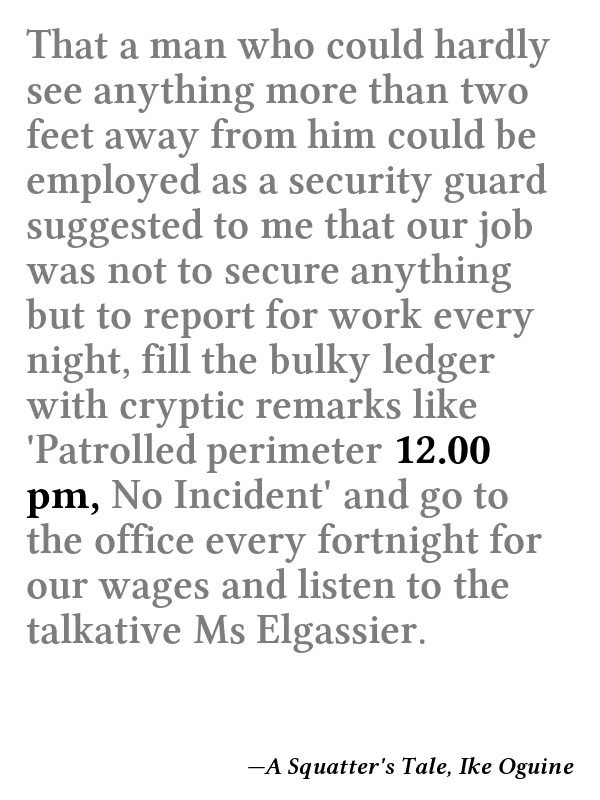 That a man who could hardly
see anything more than two
feet away from him could be
employed as a security guard
suggested to me that our job
was not to secure anything
but to report for work every
night, fill the bulky ledger
with cryptic remarks like
'Patrolled perimeter 12.00
pm, No Incident' and go to
the office every fortnight for
our wages and listen to the
talkative Ms Elgassier.
—A Squatter's Tale, Ike Oguine